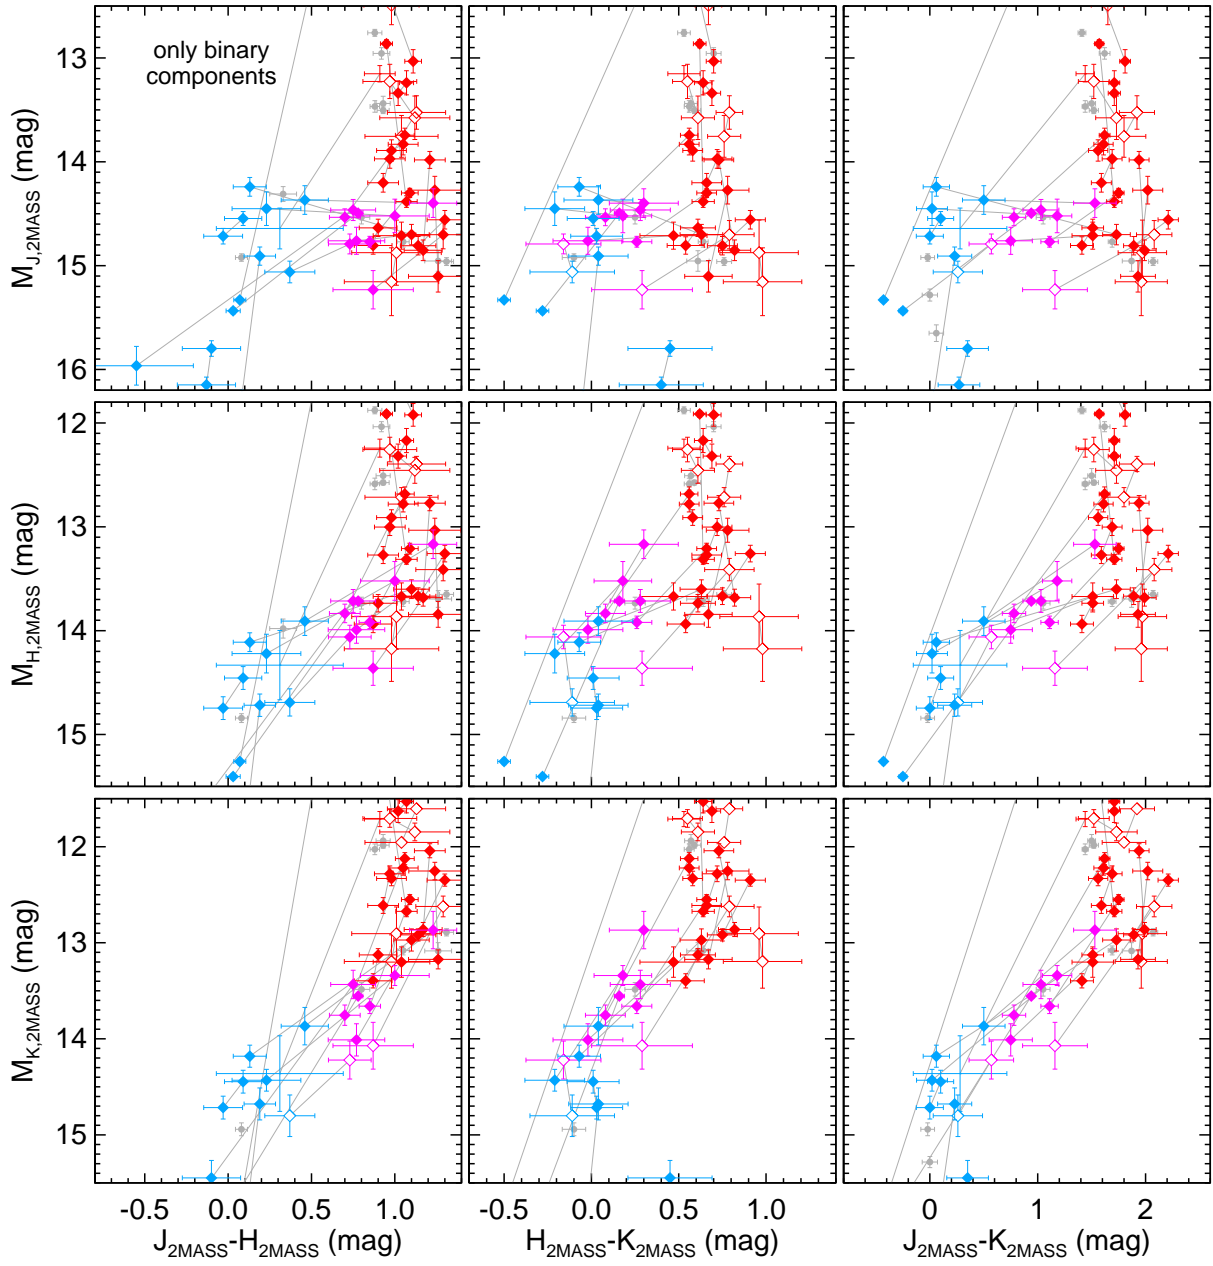 only binary
components
13
14
15
16
M_J,2MASS (mag)
12
13
14
15
M_H,2MASS (mag)
12
13
14
15
M_K,2MASS (mag)
-0.5 0.0 0.5 1.0
-0.5 0.0 0.5 1.0
0 1 2
J_2MASS-H_2MASS (mag)
H_2MASS-K_2MASS (mag)
J_2MASS-K_2MASS (mag)